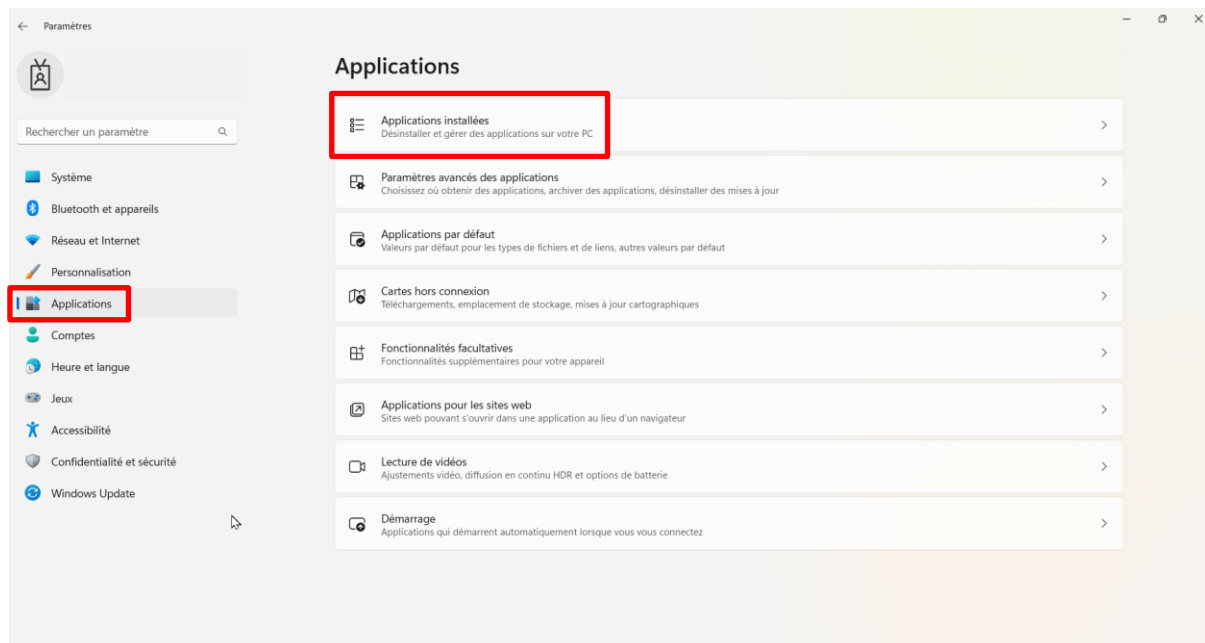 Paramètres
Rechercher un paramètre
Système
Bluetooth et appareils
Réseau et Internet
Personnalisation
Applications
Comptes
Heure et langue
Jeux
Accessibilité
Confidentialité et sécurité
Windows Update
Applications
Applications installées
Désinstaller et gérer des applications sur votre PC
Paramètres avancés des applications
Choisissez où obtenir des applications, archiver des applications, désinstaller des mises à jour
Applications par défaut
Valeurs par défaut pour les types de fichiers et de liens, autres valeurs par défaut
Cartes hors connexion
Téléchargements, emplacement de stockage, mises à jour cartographiques
Fonctionnalités facultatives
Fonctionnalités supplémentaires pour votre appareil
Applications pour les sites web
Sites web pouvant s'ouvrir dans une application au lieu d'un navigateur
Lecture de vidéos
Ajustements vidéo, diffusion en continu HDR et options de batterie
Démarrage
Applications qui démarrent automatiquement lorsque vous vous connectez